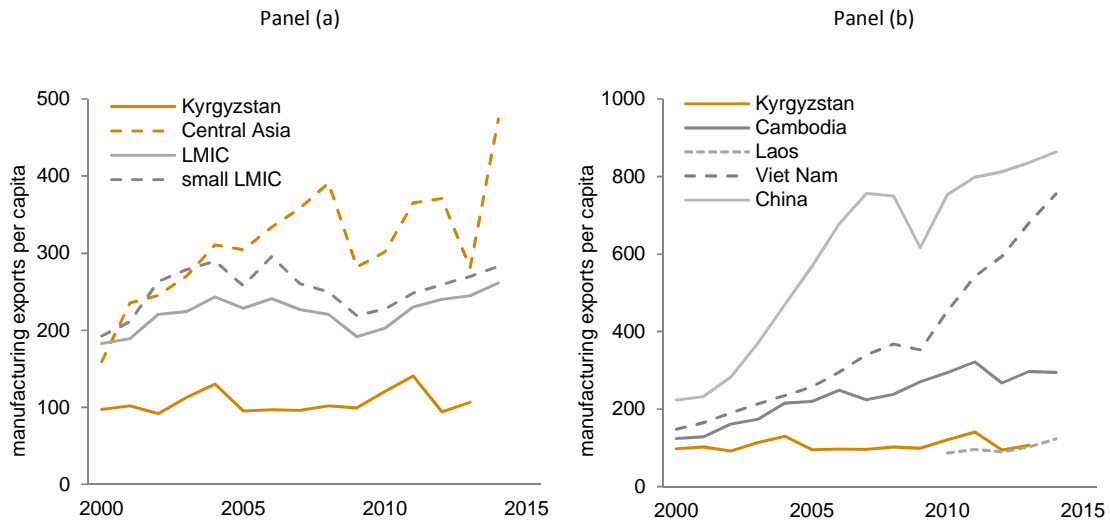 Panel (a)
500
400
300
200
100
0
manufacturing exports per capita
Kyrgyzstan
Central Asia
LMIC
small LMIC
2000
2005
2010
2015
Panel (b)
1000
800
600
400
200
0
manufacturing exports per capita
Kyrgyzstan
Cambodia
Laos
Viet Nam
China
2000
2005
2010
2015